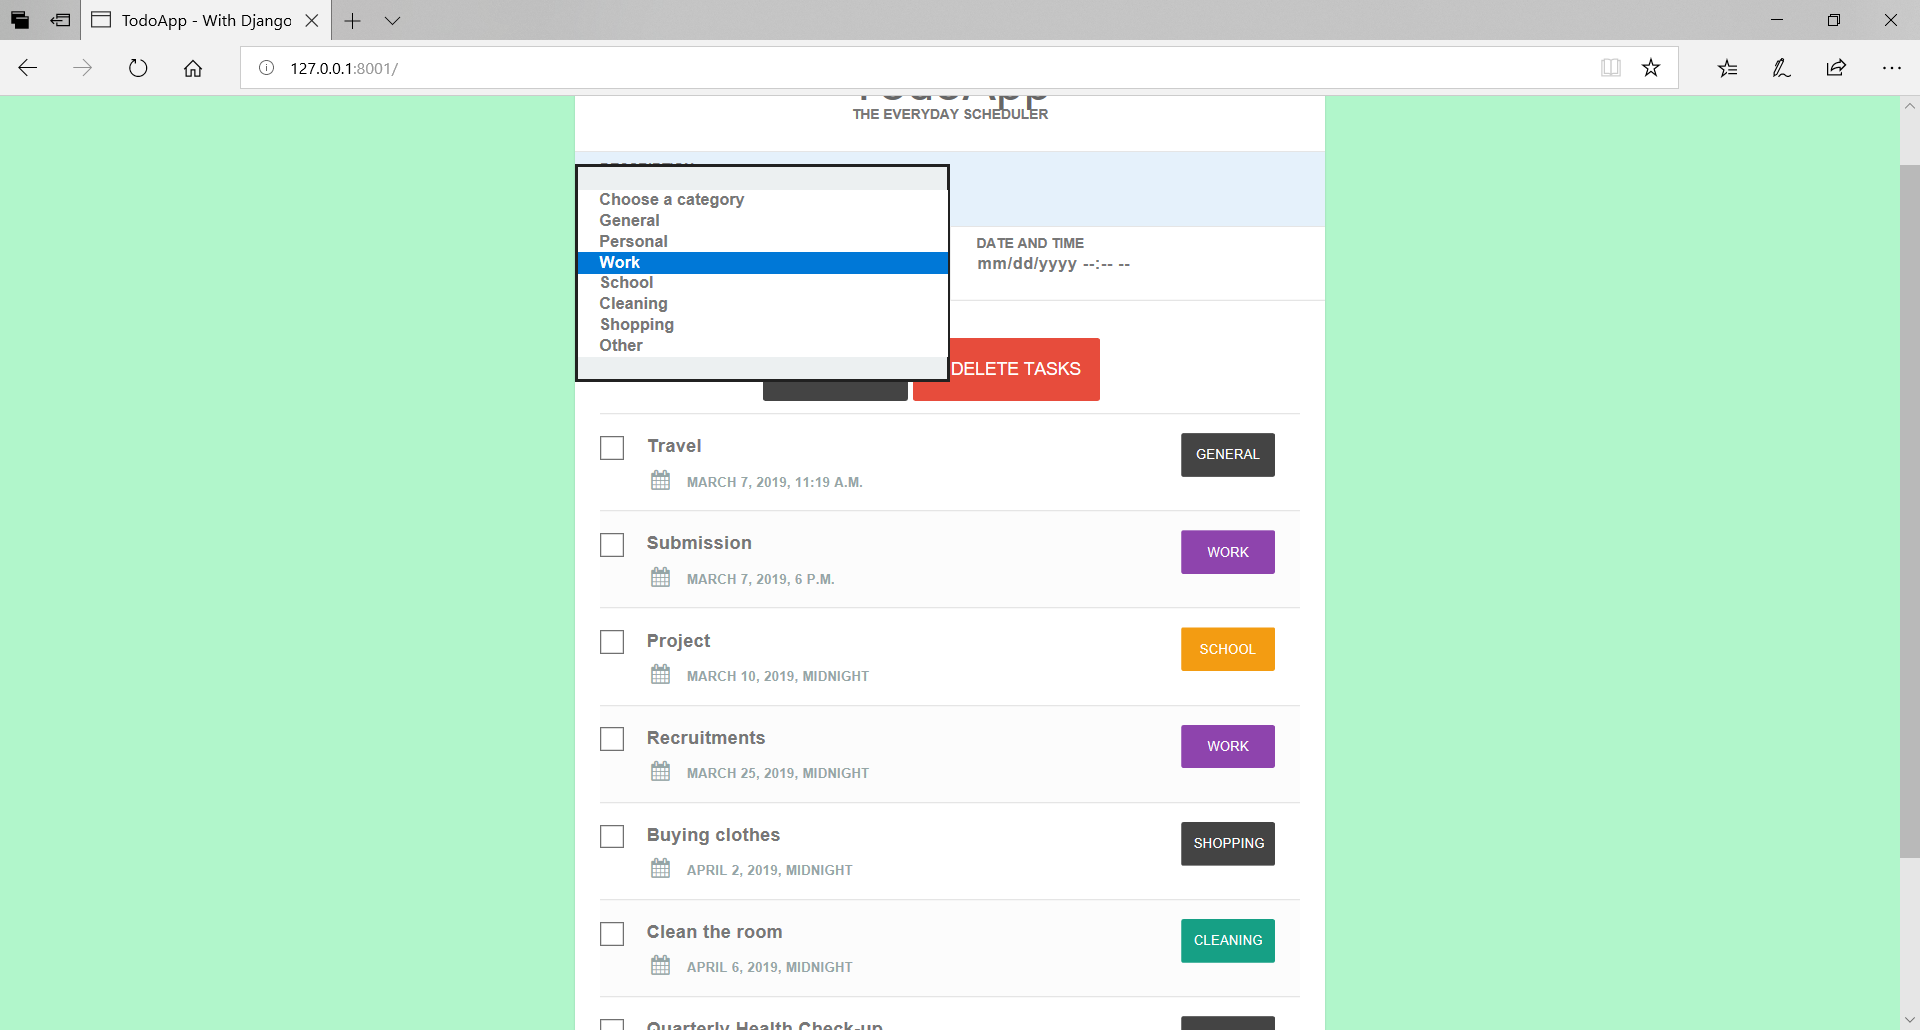 TodoApp - With Django
127.0.0.1:8001/
TodoApp
THE EVERYDAY SCHEDULER
Choose a category
General
Personal
Work
School
Cleaning
Shopping
Other
DATE AND TIME
mm/dd/yyyy --:-- --
DELETE TASKS
Travel
GENERAL
MARCH 7, 2019, 11:19 A.M.
Submission
WORK
MARCH 7, 2019, 6 P.M.
Project
SCHOOL
MARCH 10, 2019, MIDNIGHT
Recruitments
WORK
MARCH 25, 2019, MIDNIGHT
Buying clothes
SHOPPING
APRIL 2, 2019, MIDNIGHT
Clean the room
CLEANING
APRIL 6, 2019, MIDNIGHT
Quarterly Health Check-up